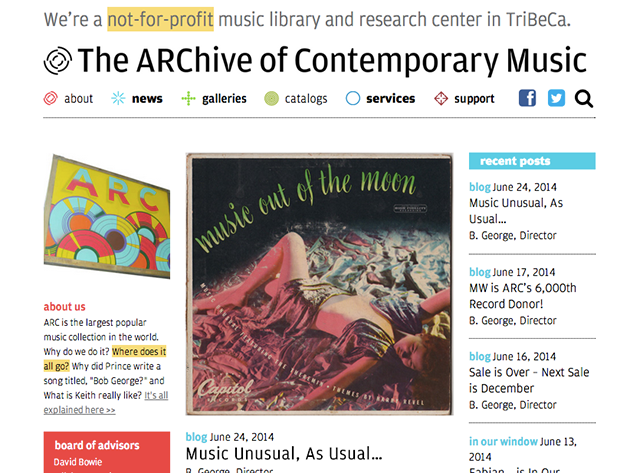 We're a not-for-profit music library and research center in TriBeCa.
The ARChive of Contemporary Music
about news galleries catalogs services support
ARC
about us
ARC is the largest popular
music collection in the world.
Why do we do it? Where does it
all go? Why did Prince write a
song titled, "Bob George?" and
What is Keith really like? It's all
explained here >>
board of advisors
David Bowie
music out of the moon
Capitol
blog June 24, 2014
Music Unusual, As Usual...
B. George, Director
recent posts
blog June 24, 2014
Music Unusual, As
Usual...
B. George, Director
blog June 17, 2014
MW is ARC's 6,000th
Record Donor!
B. George, Director
blog June 16, 2014
Sale is Over – Next Sale
is December
B. George, Director
in our window June 13,
2014
Fabian – is In Our